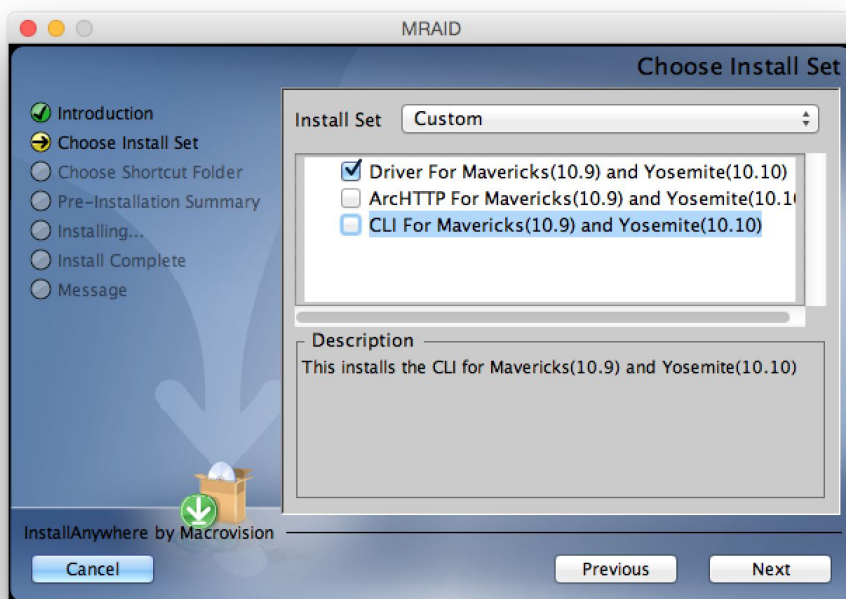 MRAID
Choose Install Set
Introduction
Choose Install Set
Choose Shortcut Folder
Pre-Installation Summary
Installing...
Install Complete
Message
Install Set
Custom
Driver For Mavericks(10.9) and Yosemite(10.10)
ArcHTTP For Mavericks(10.9) and Yosemite(10.1
CLI For Mavericks(10.9) and Yosemite(10.10)
Description
This installs the CLI for Mavericks(10.9) and Yosemite(10.10)
InstallAnywhere by Macrovision
Cancel
Previous
Next